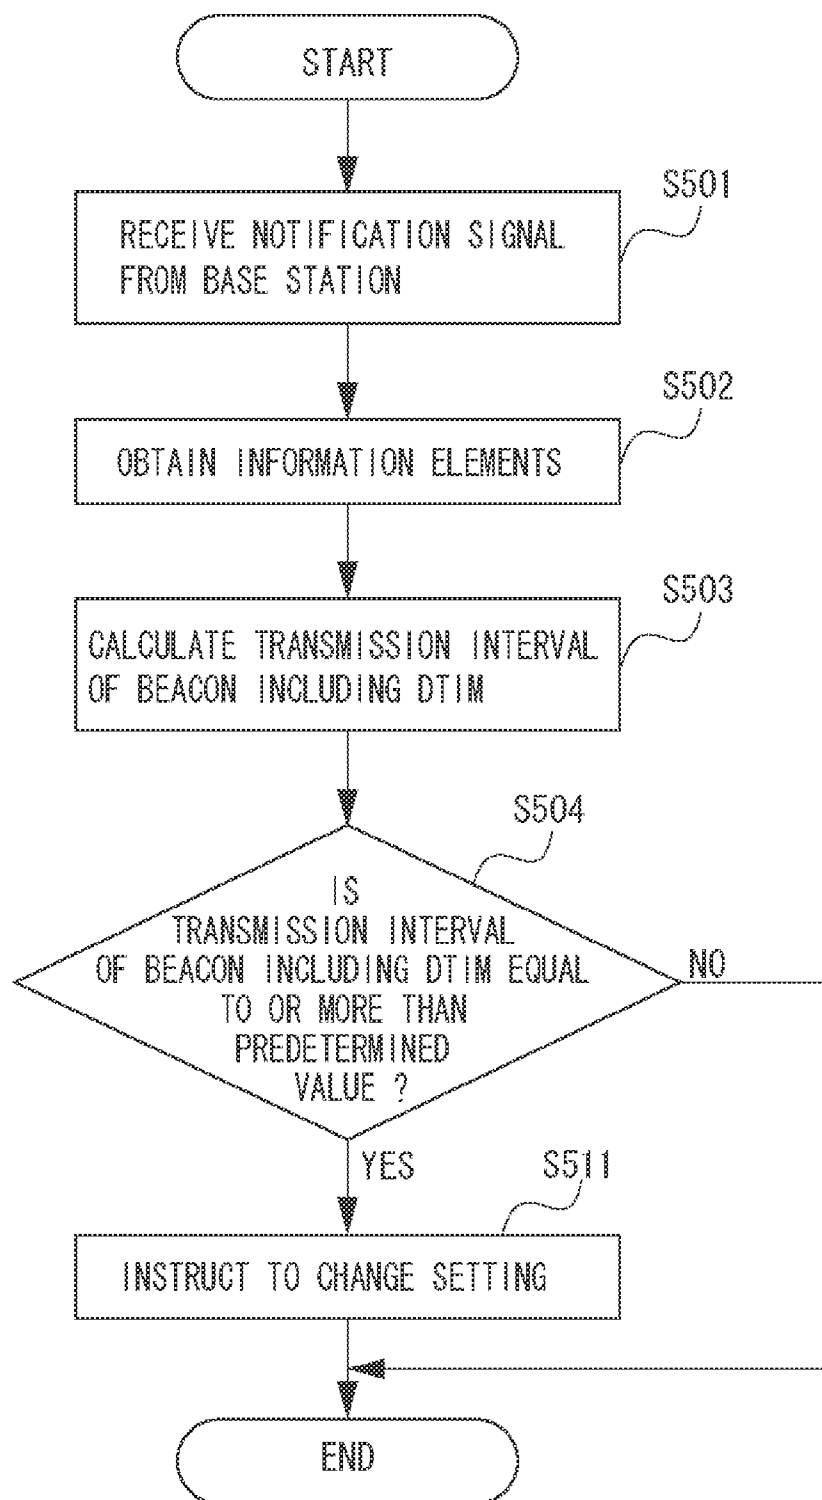 START
S501
RECEIVE NOTIFICATION SIGNAL
FROM BASE STATION
S502
OBTAIN INFORMATION ELEMENTS
S503
CALCULATE TRANSMISSION INTERVAL
OF BEACON INCLUDING DTIM
S504
IS
TRANSMISSION INTERVAL
OF BEACON INCLUDING DTIM EQUAL
TO OR MORE THAN
PREDETERMINED
VALUE ?
NO
YES
S511
INSTRUCT TO CHANGE SETTING
END